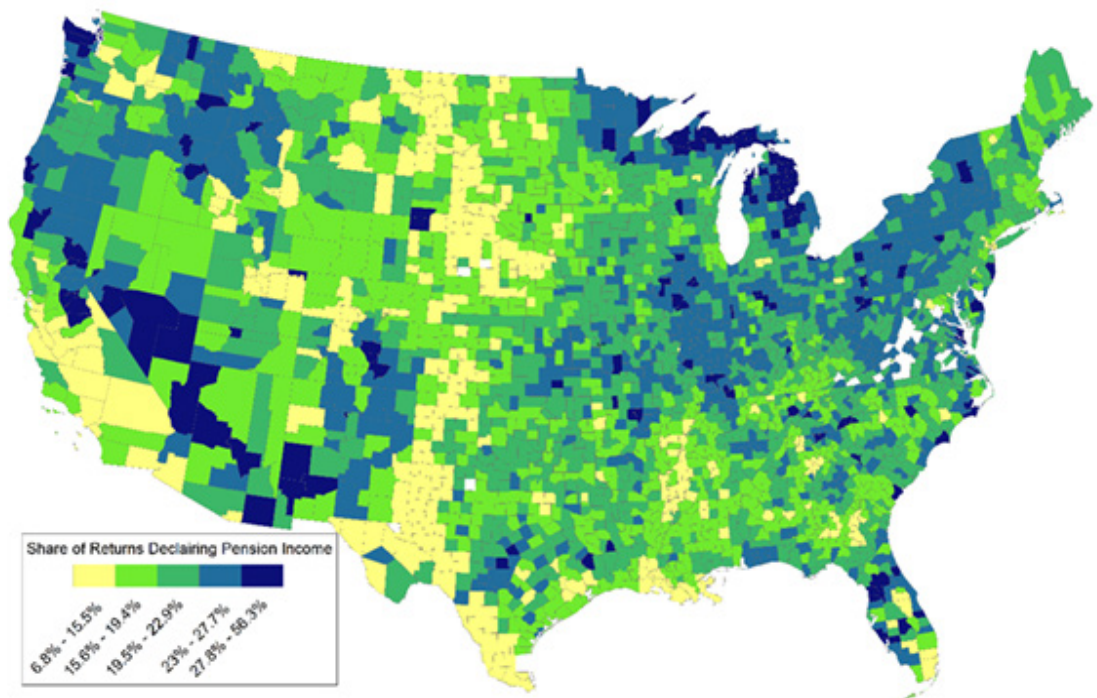 Share of Returns Declairing Pension Income
6.8% - 15.5%
15.6% - 19.4%
19.5% - 22.9%
23% - 27.7%
27.8% - 56.3%